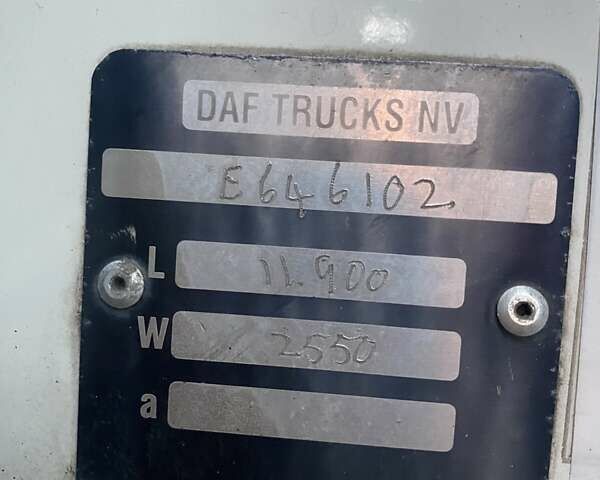 DAF TRUCKS NV
E646102
L 11.900
W 2550
a